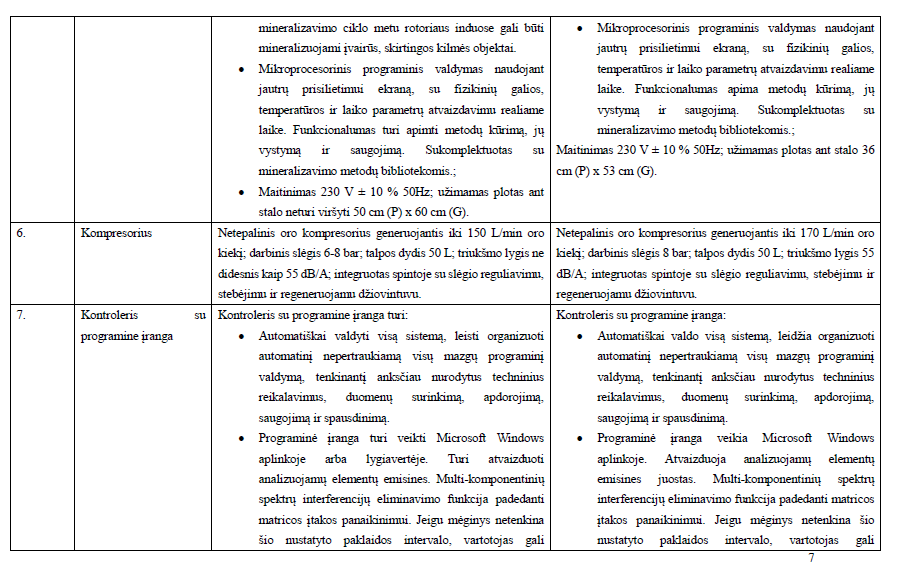 mineralizavimo ciklo metu rotoriaus induose gali būti
mineralizuojami įvairūs, skirtingos kilmės objektai.
• Mikroprocesorinis programinis valdymas naudojant
jautrų prisilietimui ekraną, su fizikinių galios,
temperatūros ir laiko parametrų atvaizdavimu realiame
laike. Funkcionalumas turi apimti metodų kūrimą, jų
vystymą ir saugojimą. Sukomplektuotas su
mineralizavimo metodų bibliotekomis.;
• Maitinimas 230 V ± 10 % 50Hz; užimamas plotas ant
stalo neturi viršyti 50 cm (P) x 60 cm (G).
• Mikroprocesorinis programinis valdymas naudojant
jautrų prisilietimui ekraną, su fizikinių galios,
temperatūros ir laiko parametrų atvaizdavimu realiame
laike. Funkcionalumas apima metodų kūrimą, jų
vystymą ir saugojimą. Sukomplektuotas su
mineralizavimo metodų bibliotekomis.;
Maitinimas 230 V ± 10 % 50Hz; užimamas plotas ant stalo 36
cm (P) x 53 cm (G).
6.
Kompresorius
Netepalinis oro kompresorius generuojantis iki 150 L/min oro
kiekį; darbinis slėgis 6-8 bar; talpos dydis 50 L; triukšmo lygis ne
didesnis kaip 55 dB/A; integruotas spintoje su slėgio reguliavimu,
stebėjimu ir regeneruojamu džiovintuvu.
Netepalinis oro kompresorius generuojantis iki 170 L/min oro
kiekį; darbinis slėgis 8 bar; talpos dydis 50 L; triukšmo lygis 55
dB/A; integruotas spintoje su slėgio reguliavimu, stebėjimu ir
regeneruojamu džiovintuvu.
7.
Kontroleris su
programine įranga
Kontroleris su programine įranga turi:
• Automatiškai valdyti visą sistemą, leisti organizuoti
automatinį nepertraukiamą visų mazgų programinį
valdymą, tenkinantį anksčiau nurodytus techninius
reikalavimus, duomenų surinkimą, apdorojimą,
saugojimą ir spausdinimą.
• Programinė įranga turi veikti Microsoft Windows
aplinkoje arba lygiavertėje. Turi atvaizduoti
analizuojamų elementų emisines. Multi-komponentinių
spektrų interferencijų eliminavimo funkcija padedanti
matricos įtakos panaikinimui. Jeigu mėginys netenkina
šio nustatyto paklaidos intervalo, vartotojas gali
Kontroleris su programine įranga:
• Automatiškai valdo visą sistemą, leidžia organizuoti
automatinį nepertraukiamą visų mazgų programinį
valdymą, tenkinantį anksčiau nurodytus techninius
reikalavimus, duomenų surinkimą, apdorojimą,
saugojimą ir spausdinimą.
• Programinė įranga veikia Microsoft Windows
aplinkoje. Atvaizduoja analizuojamų elementų
emisines juostas. Multi-komponentinių spektrų
interferencijų eliminavimo funkcija padedanti matricos
įtakos panaikinimui. Jeigu mėginys netenkina šio
nustatyto paklaidos intervalo, vartotojas gali
7